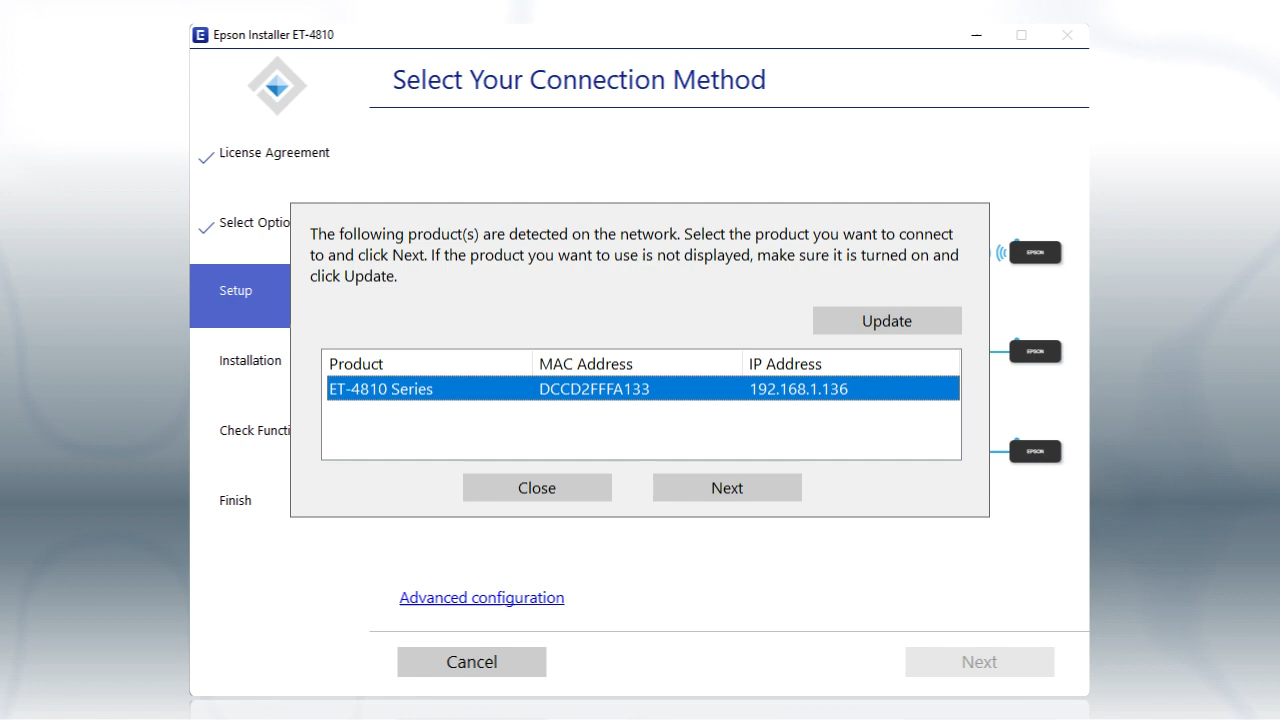 Epson Installer ET-4810
Select Your Connection Method
License Agreement
Select Optio
Setup
Installation
Check Functi
Finish
The following product(s) are detected on the network. Select the product you want to connect
to and click Next. If the product you want to use is not displayed, make sure it is turned on and
click Update.
Update
Product MAC Address IP Address
ET-4810 Series DCCD2FFFA133 192.168.1.136
Close Next
EPSON
EPSON
EPSON
Advanced configuration
Cancel Next